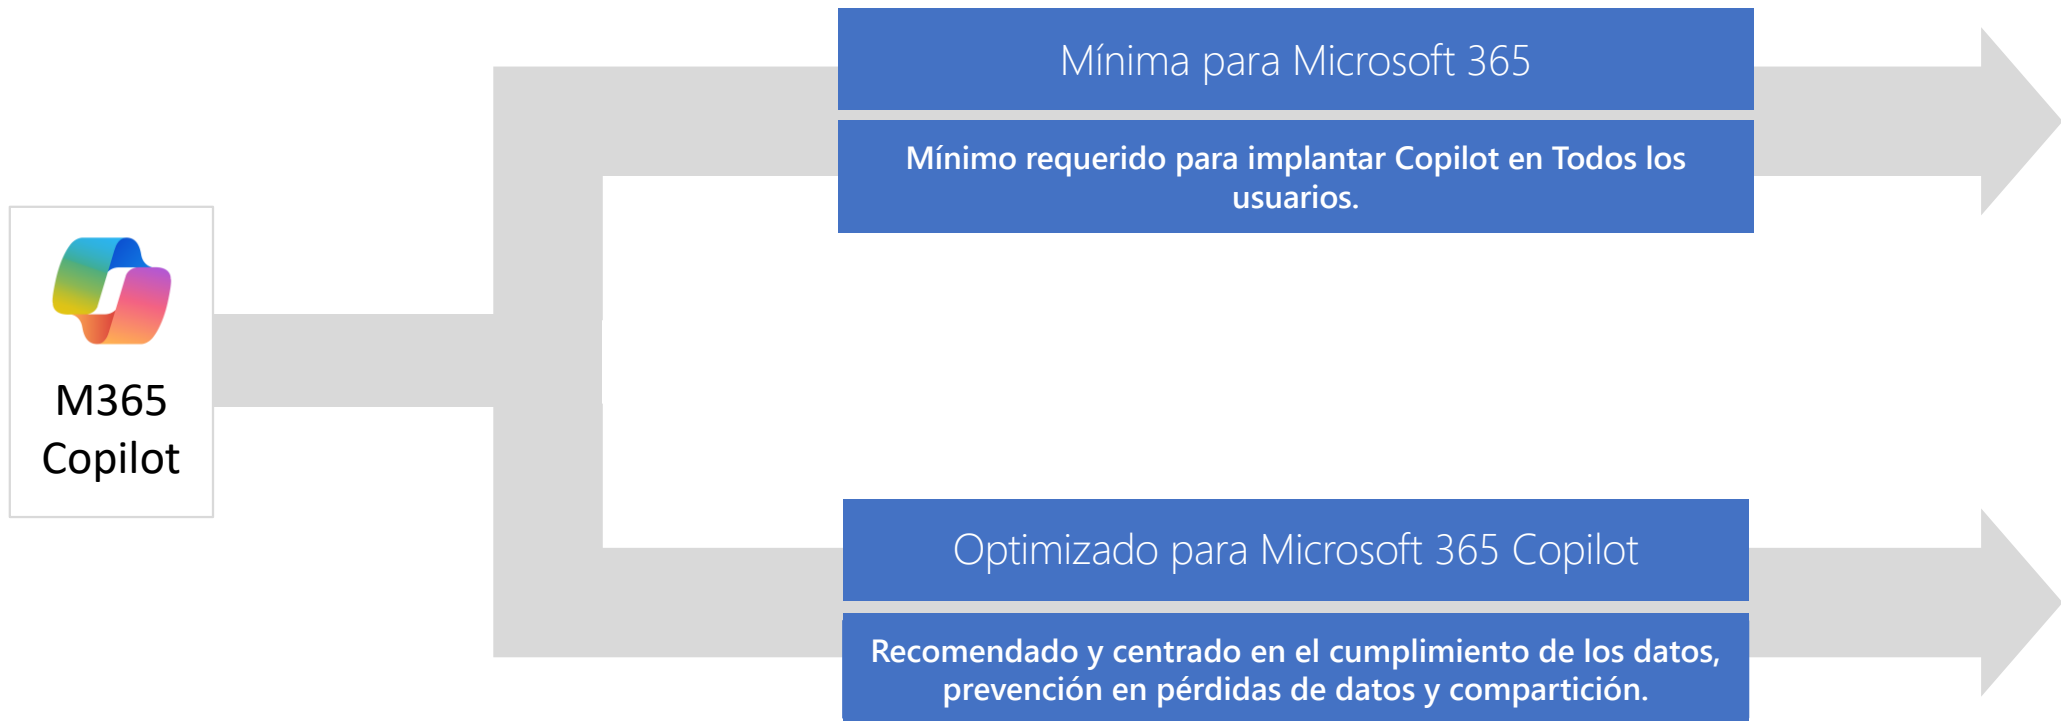 Mínima para Microsoft 365
Mínimo requerido para implantar Copilot en Todos los
usuarios.
M365
Copilot
Optimizado para Microsoft 365 Copilot
Recomendado y centrado en el cumplimiento de los datos,
prevención en pérdidas de datos y compartición.